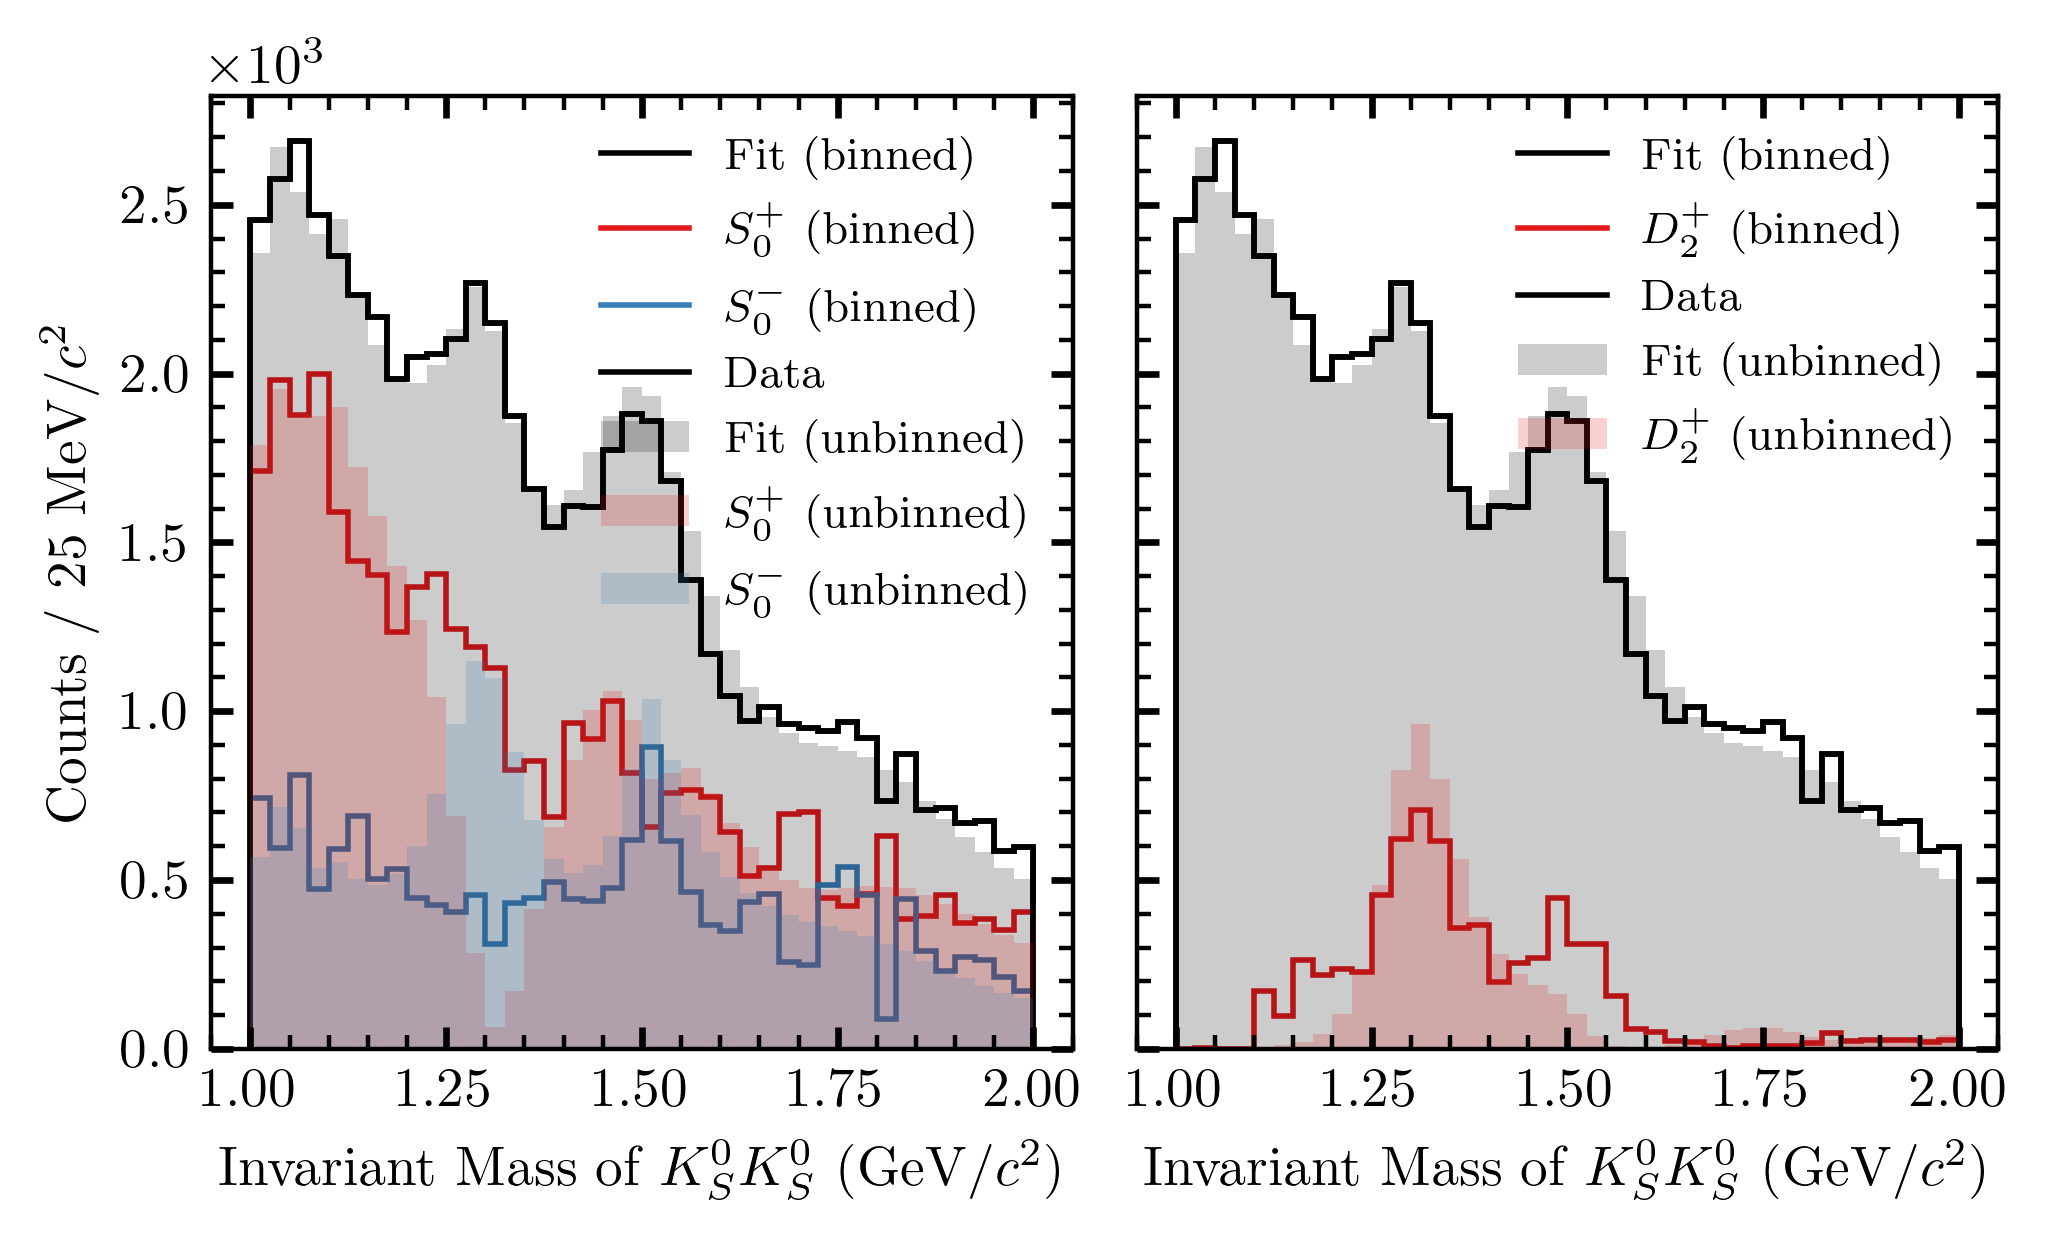 ×10³
Counts / 25 MeV/c²
2.5
2.0
1.5
1.0
0.5
0.0
Fit (binned)
S₀⁺ (binned)
S₀⁻ (binned)
Data
Fit (unbinned)
S₀⁺ (unbinned)
S₀⁻ (unbinned)
1.00 1.25 1.50 1.75 2.00
Invariant Mass of K⁰_S K⁰_S (GeV/c²)
Fit (binned)
D₂⁺ (binned)
Data
Fit (unbinned)
D₂⁺ (unbinned)
1.00 1.25 1.50 1.75 2.00
Invariant Mass of K⁰_S K⁰_S (GeV/c²)